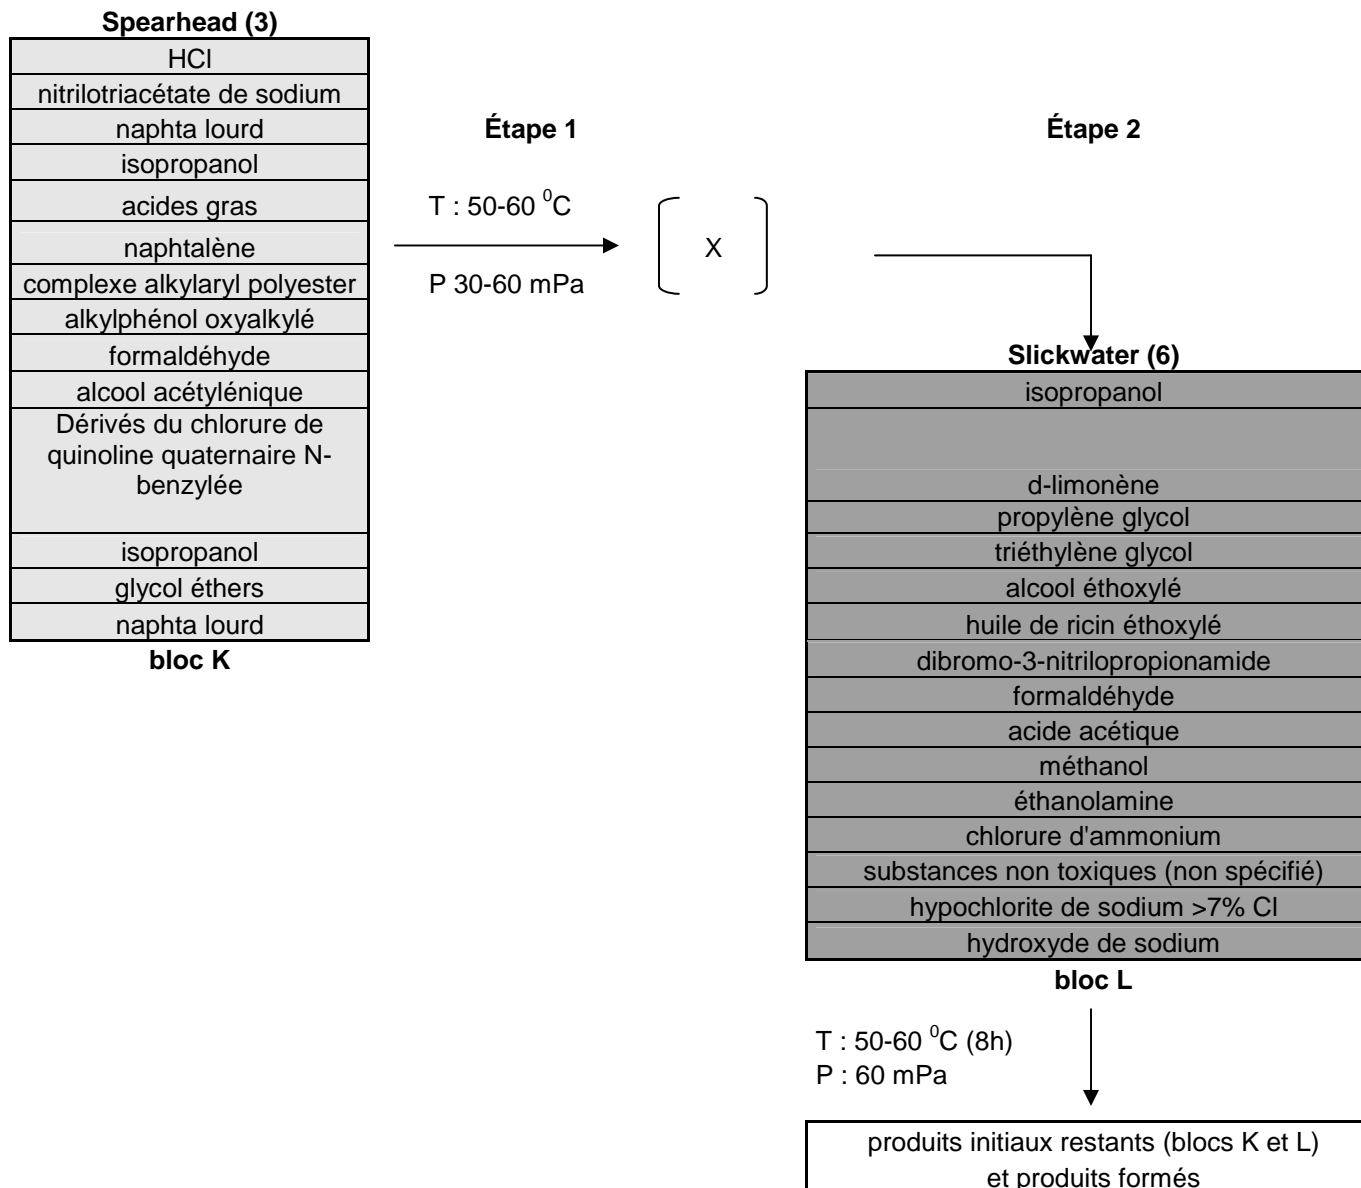 Spearhead (3)
HCl
nitrilotriacétate de sodium
naphta lourd
isopropanol
acides gras
naphtalène
complexe alkylaryl polyester
alkylphénol oxyalkylé
formaldéhyde
alcool acétylénique
Dérivés du chlorure de
quinoline quaternaire N-
benzylée
isopropanol
glycol éthers
naphta lourd
bloc K
Étape 1
T : 50-60 ⁰C
P 30-60 mPa
X
Étape 2
Slickwater (6)
isopropanol
d-limonène
propylène glycol
triéthylène glycol
alcool éthoxylé
huile de ricin éthoxylé
dibromo-3-nitrilopropionamide
formaldéhyde
acide acétique
méthanol
éthanolamine
chlorure d'ammonium
substances non toxiques (non spécifié)
hypochlorite de sodium >7% Cl
hydroxyde de sodium
bloc L
T : 50-60 ⁰C (8h)
P : 60 mPa
produits initiaux restants (blocs K et L)
et produits formés